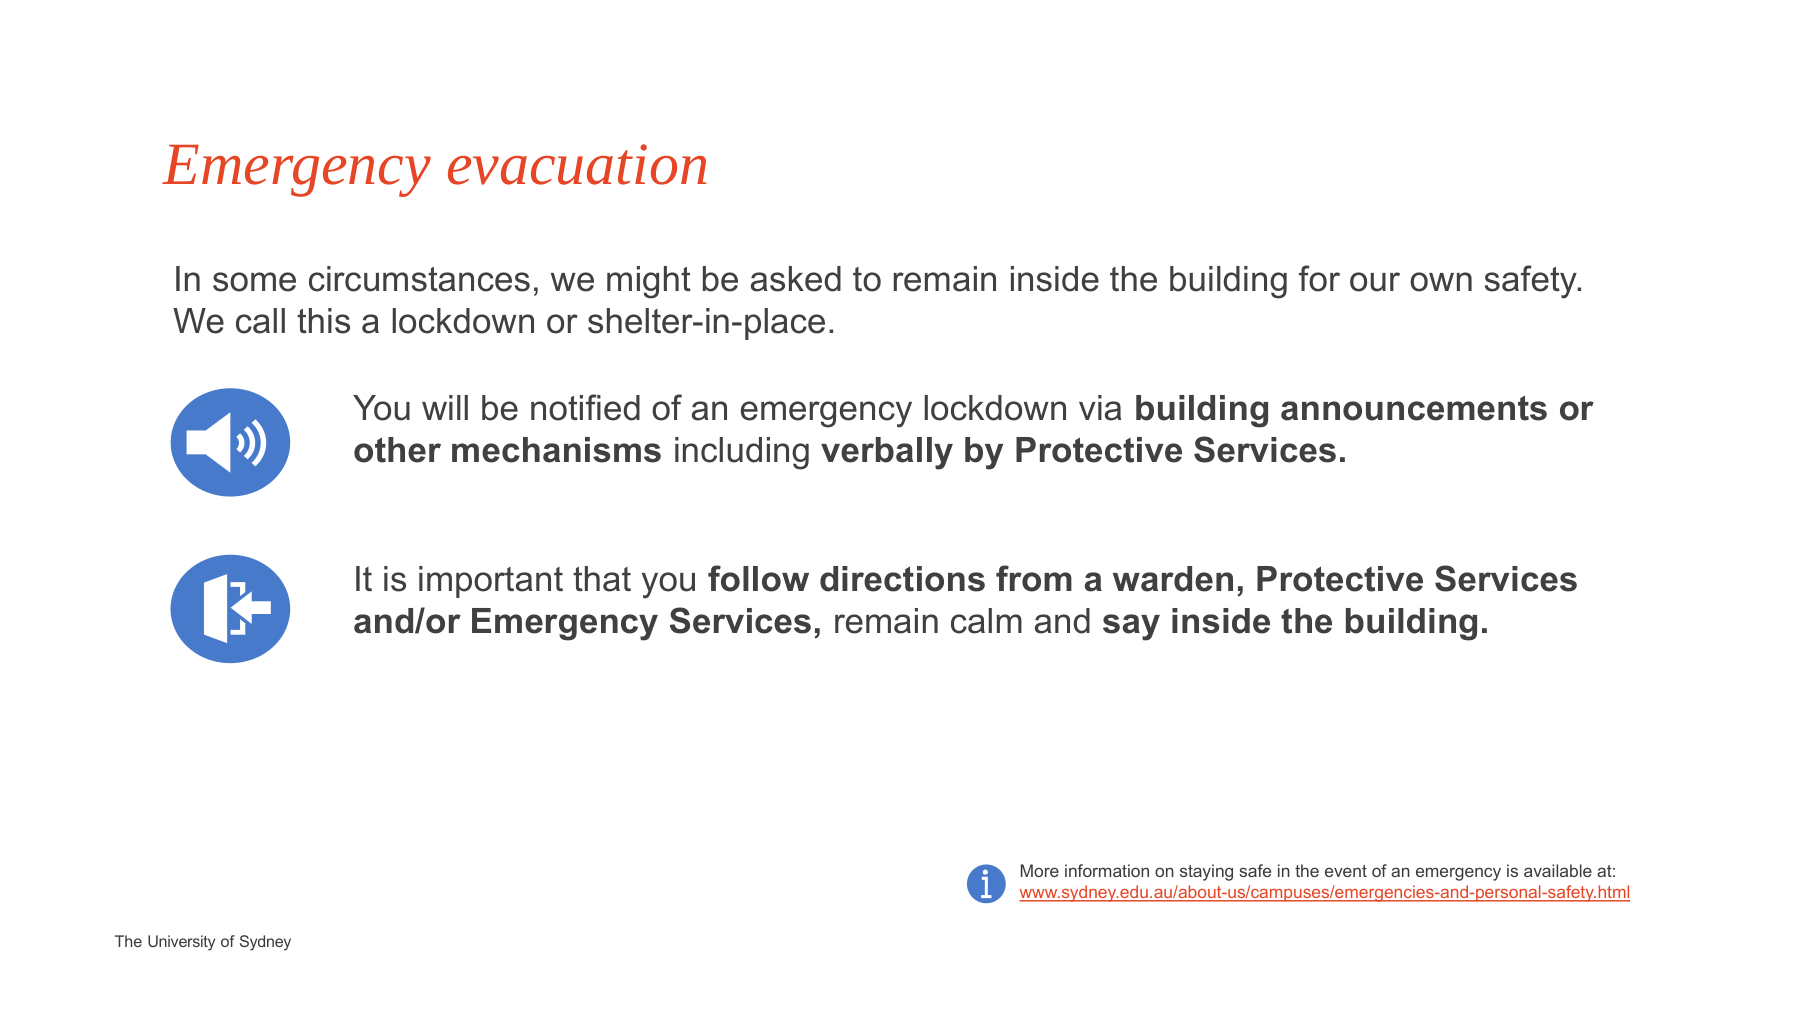 Emergency evacuation
In some circumstances, we might be asked to remain inside the building for our own safety.
We call this a lockdown or shelter-in-place.
You will be notified of an emergency lockdown via building announcements or
other mechanisms including verbally by Protective Services.
It is important that you follow directions from a warden, Protective Services
and/or Emergency Services, remain calm and say inside the building.
More information on staying safe in the event of an emergency is available at:
www.sydney.edu.au/about-us/campuses/emergencies-and-personal-safety.html
The University of Sydney